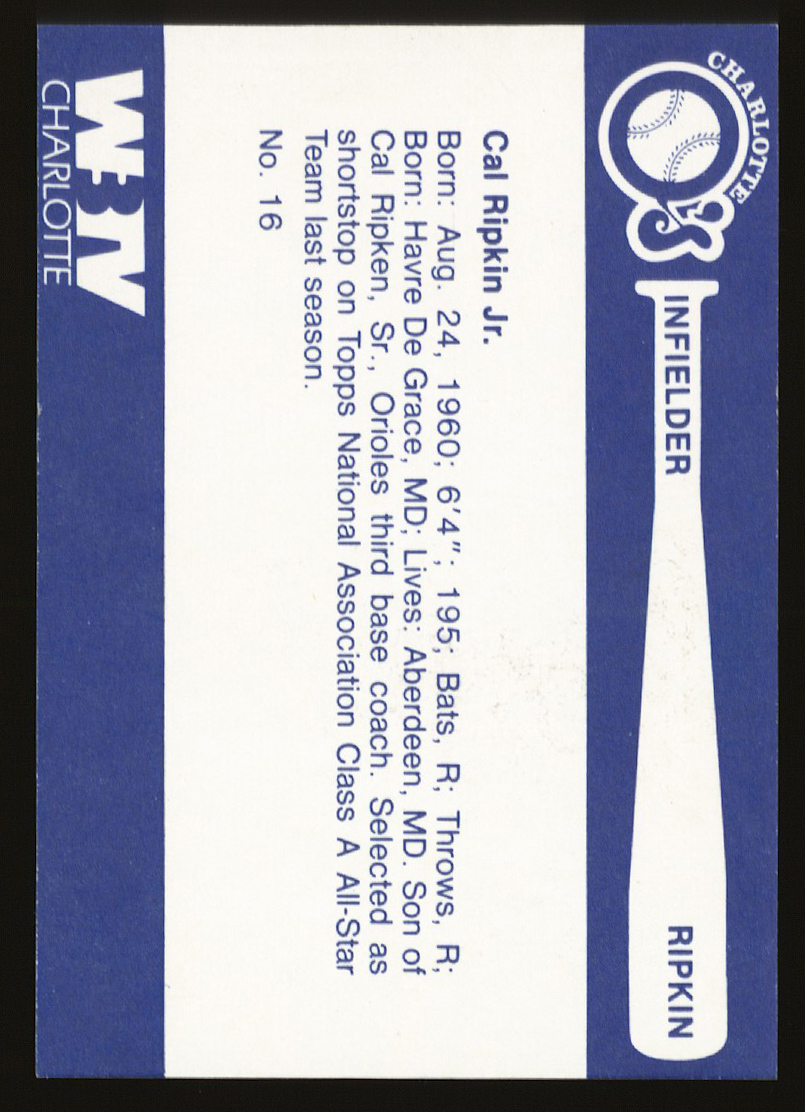 CHARLOTTE
O's
INFIELDER
RIPKIN
Cal Ripkin Jr.
Born: Aug. 24, 1960; 6'4"; 195; Bats, R; Throws, R;
Born: Havre De Grace, MD; Lives: Aberdeen, MD. Son of
Cal Ripken, Sr., Orioles third base coach. Selected as
shortstop on Topps National Association Class A All-Star
Team last season.
No. 16
WBTV
CHARLOTTE